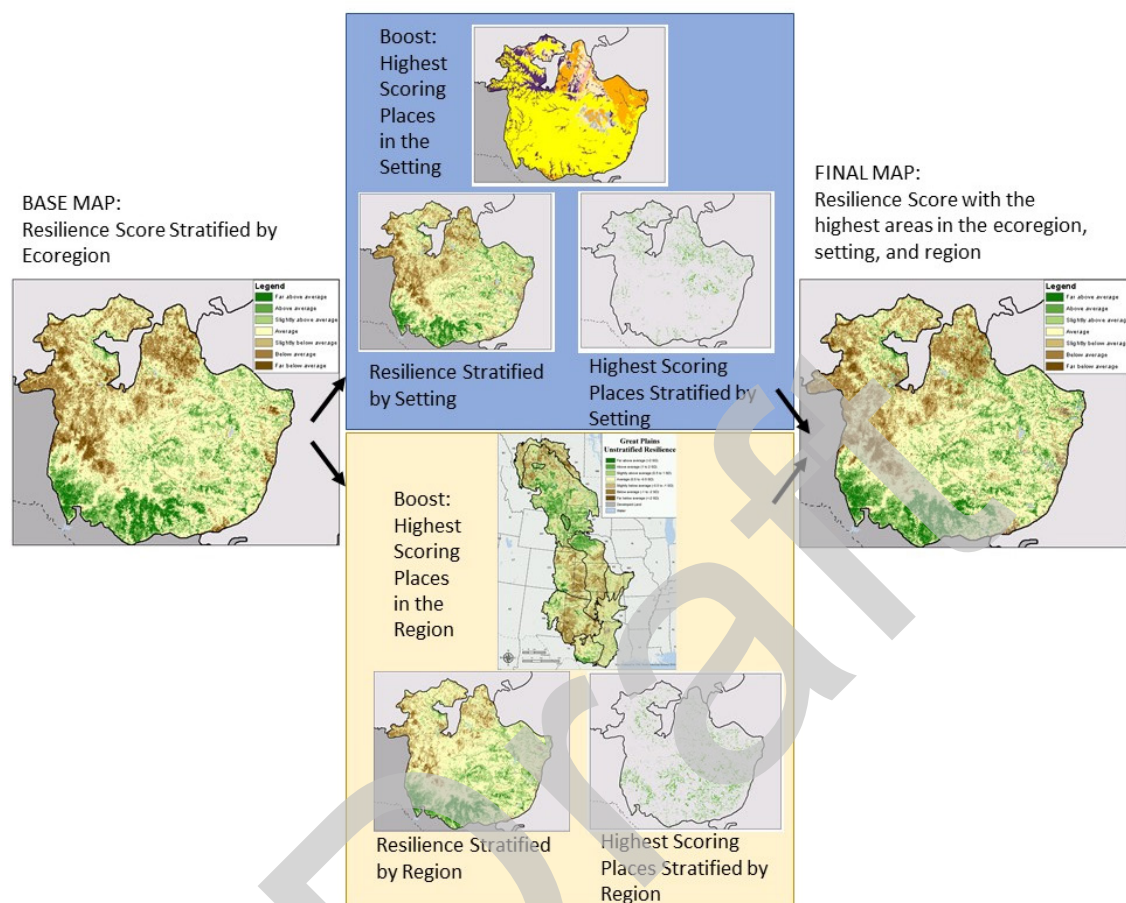 BASE MAP:
Resilience Score Stratified by
Ecoregion
Legend
Far above average
Above average
Slightly above average
Average
Slightly below average
Below average
Far below average
Boost:
Highest
Scoring
Places
in the
Setting
Resilience Stratified
by Setting
Highest Scoring
Places Stratified by
Setting
Boost:
Highest
Scoring
Places
in the
Region
Great Plains
Unstratified Resilience
Resilience Stratified
by Region
Highest Scoring
Places Stratified by
Region
FINAL MAP:
Resilience Score with the
highest areas in the ecoregion,
setting, and region
Legend
Far above average
Above average
Slightly above average
Average
Slightly below average
Below average
Far below average
Draft